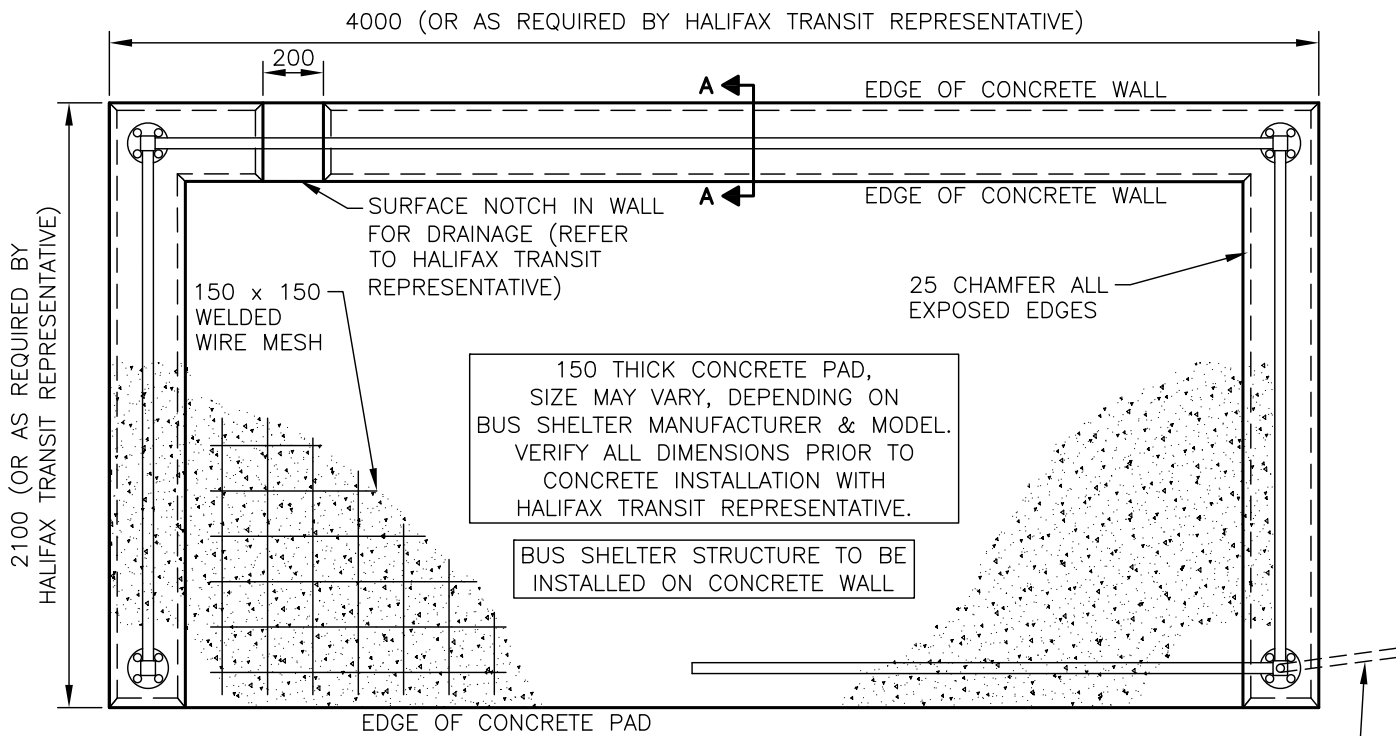 4000 (OR AS REQUIRED BY HALIFAX TRANSIT REPRESENTATIVE)
200
A
EDGE OF CONCRETE WALL
A
EDGE OF CONCRETE WALL
SURFACE NOTCH IN WALL
FOR DRAINAGE (REFER
TO HALIFAX TRANSIT
REPRESENTATIVE)
2100 (OR AS REQUIRED BY
HALIFAX TRANSIT REPRESENTATIVE)
150 x 150
WELDED
WIRE MESH
25 CHAMFER ALL
EXPOSED EDGES
150 THICK CONCRETE PAD,
SIZE MAY VARY, DEPENDING ON
BUS SHELTER MANUFACTURER & MODEL.
VERIFY ALL DIMENSIONS PRIOR TO
CONCRETE INSTALLATION WITH
HALIFAX TRANSIT REPRESENTATIVE.
BUS SHELTER STRUCTURE TO BE
INSTALLED ON CONCRETE WALL
EDGE OF CONCRETE PAD